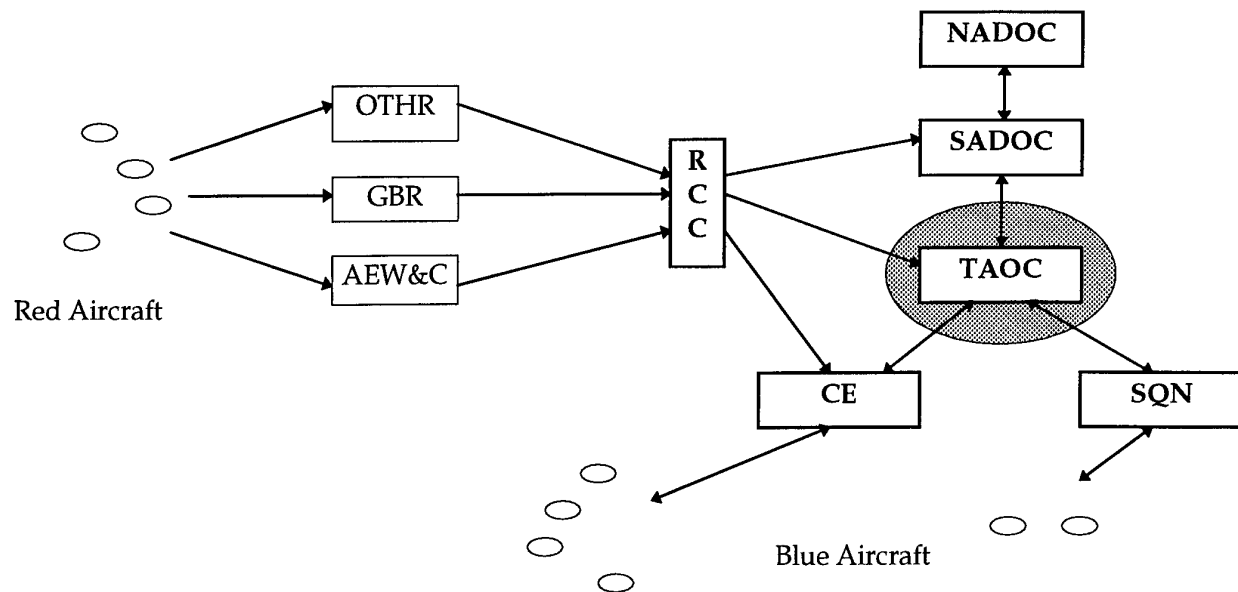 NADOC
OTHR
SADOC
R
C
C
GBR
TAOC
AEW&C
Red Aircraft
CE
SQN
Blue Aircraft